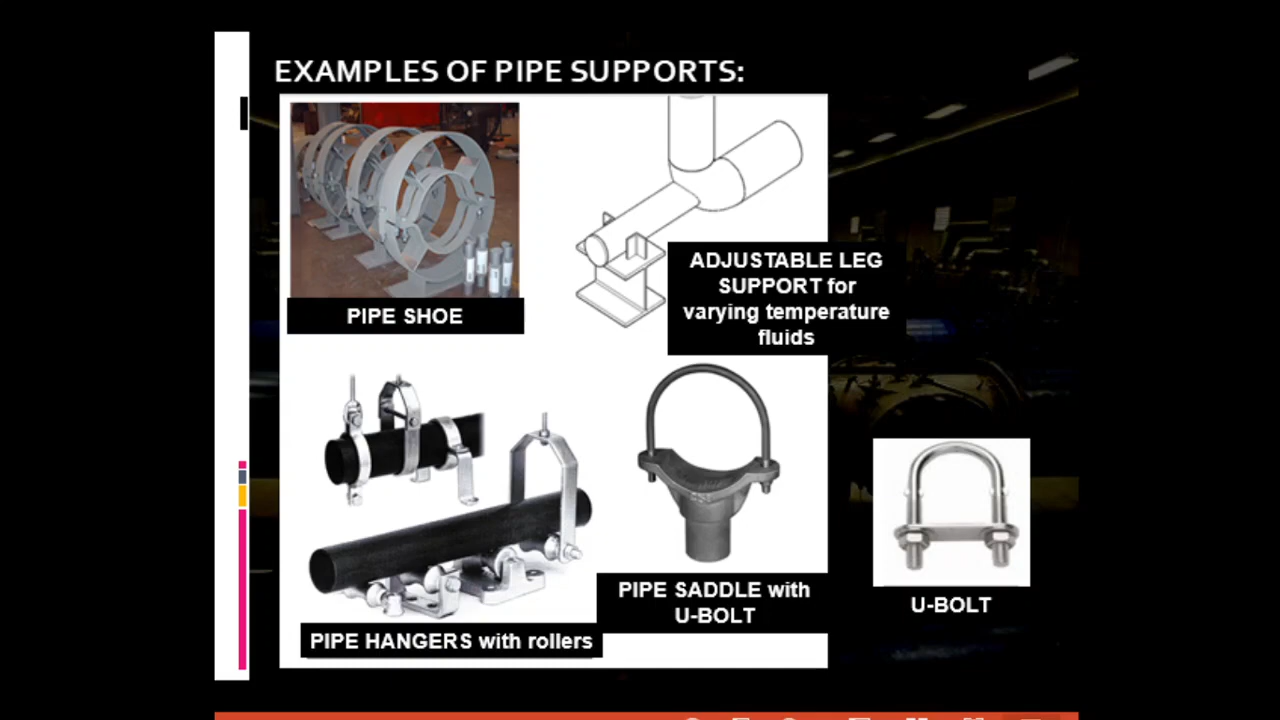 EXAMPLES OF PIPE SUPPORTS:
PIPE SHOE
ADJUSTABLE LEG
SUPPORT for
varying temperature
fluids
PIPE HANGERS with rollers
PIPE SADDLE with
U-BOLT
U-BOLT